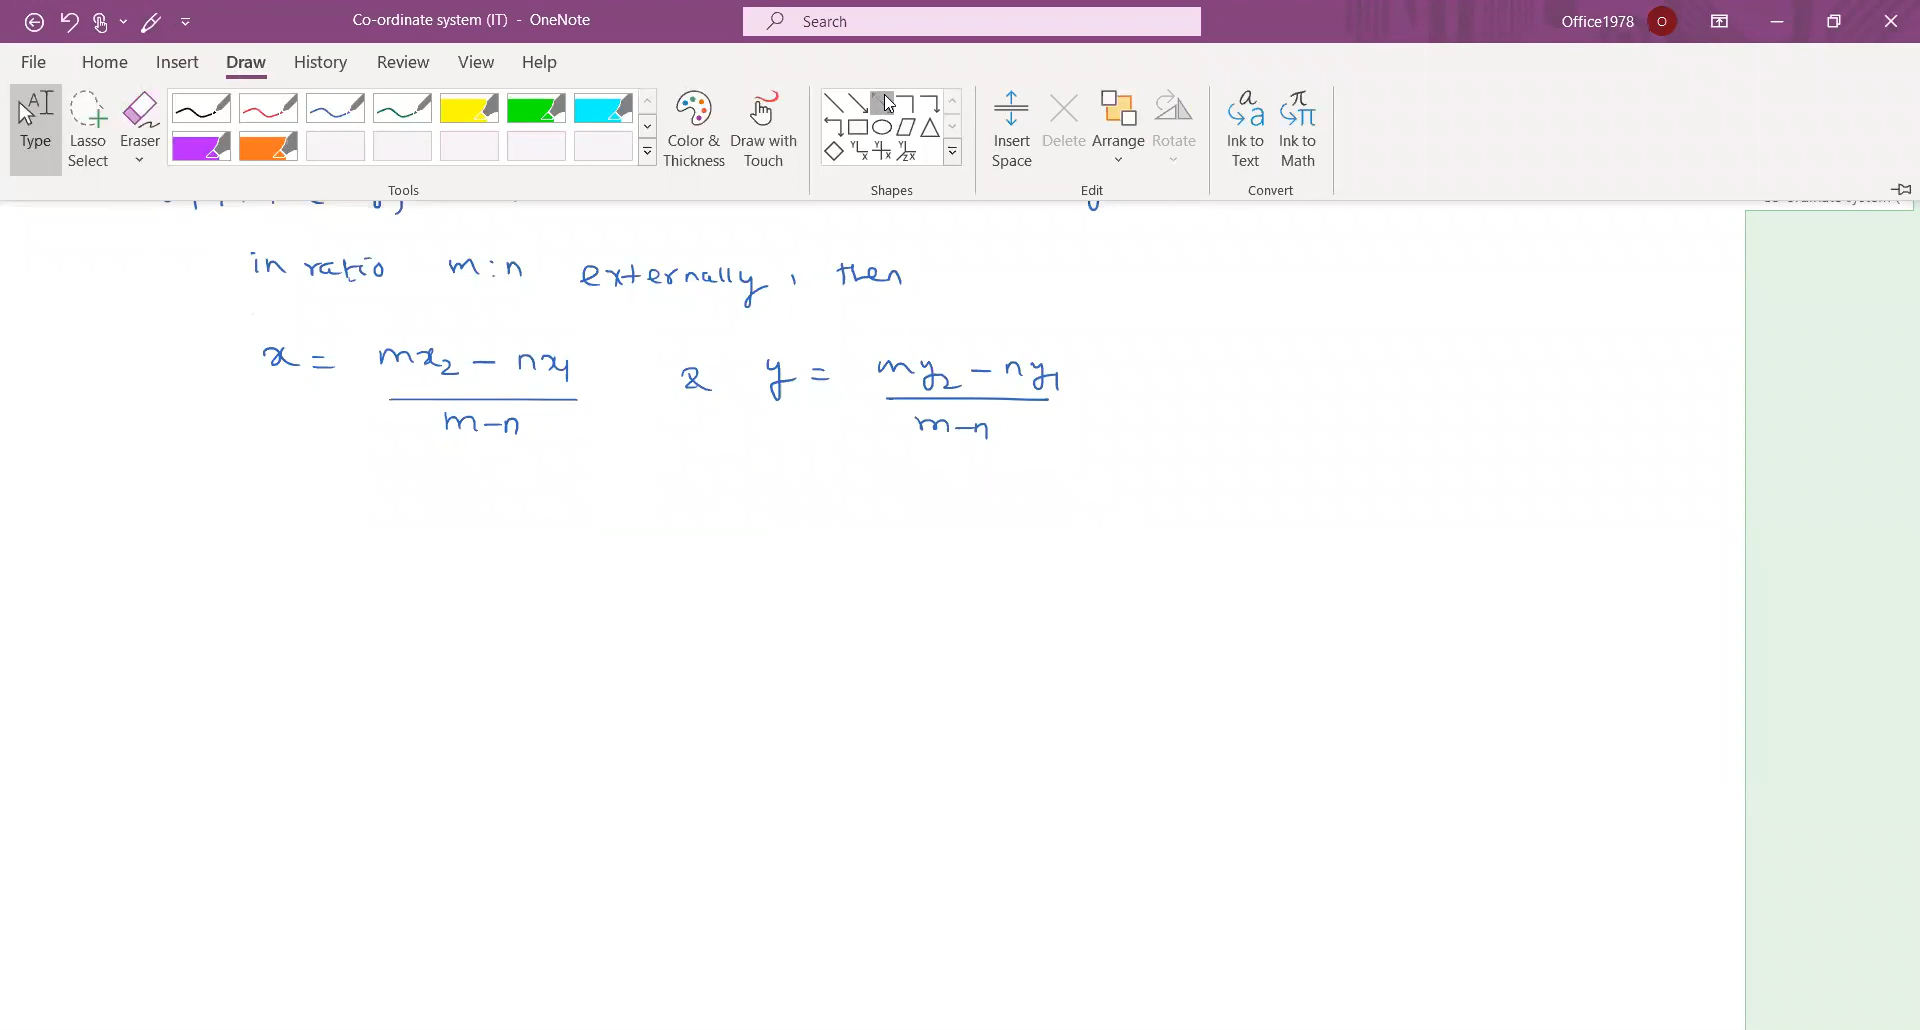 Co-ordinate system (IT) - OneNote
Search
Office1978
O
File Home Insert Draw History Review View Help
Type
Lasso Select
Eraser
Color & Thickness
Draw with Touch
Insert Space
Delete
Arrange
Rotate
Ink to Text
Ink to Math
Tools
Shapes
Edit
Convert
in ratio m:n externally, then
x = mx₂ - nx₁ / m-n & y = my₂ - ny₁ / m-n